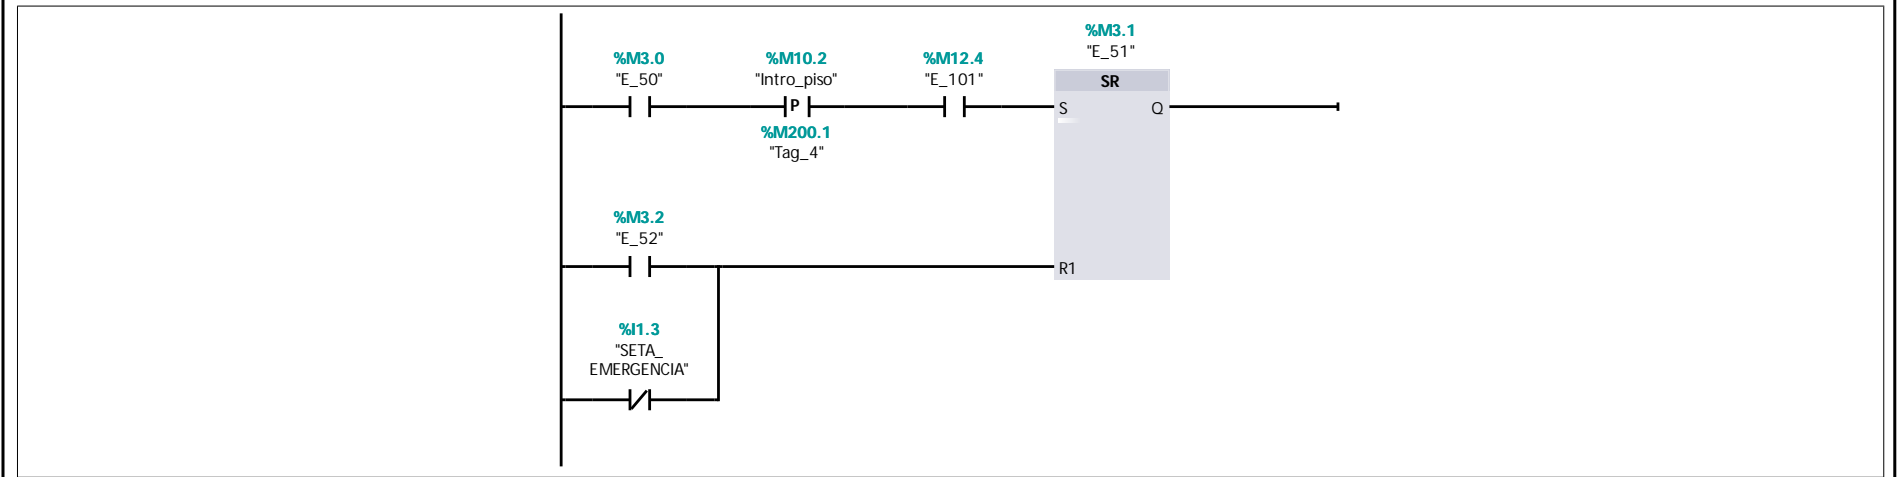 %M3.1
"E_51"
%M3.0
"E_50"
%M10.2
"Intro_piso"
%M12.4
"E_101"
SR
P
S
Q
%M200.1
"Tag_4"
%M3.2
"E_52"
R1
%I1.3
"SETA_
EMERGENCIA"